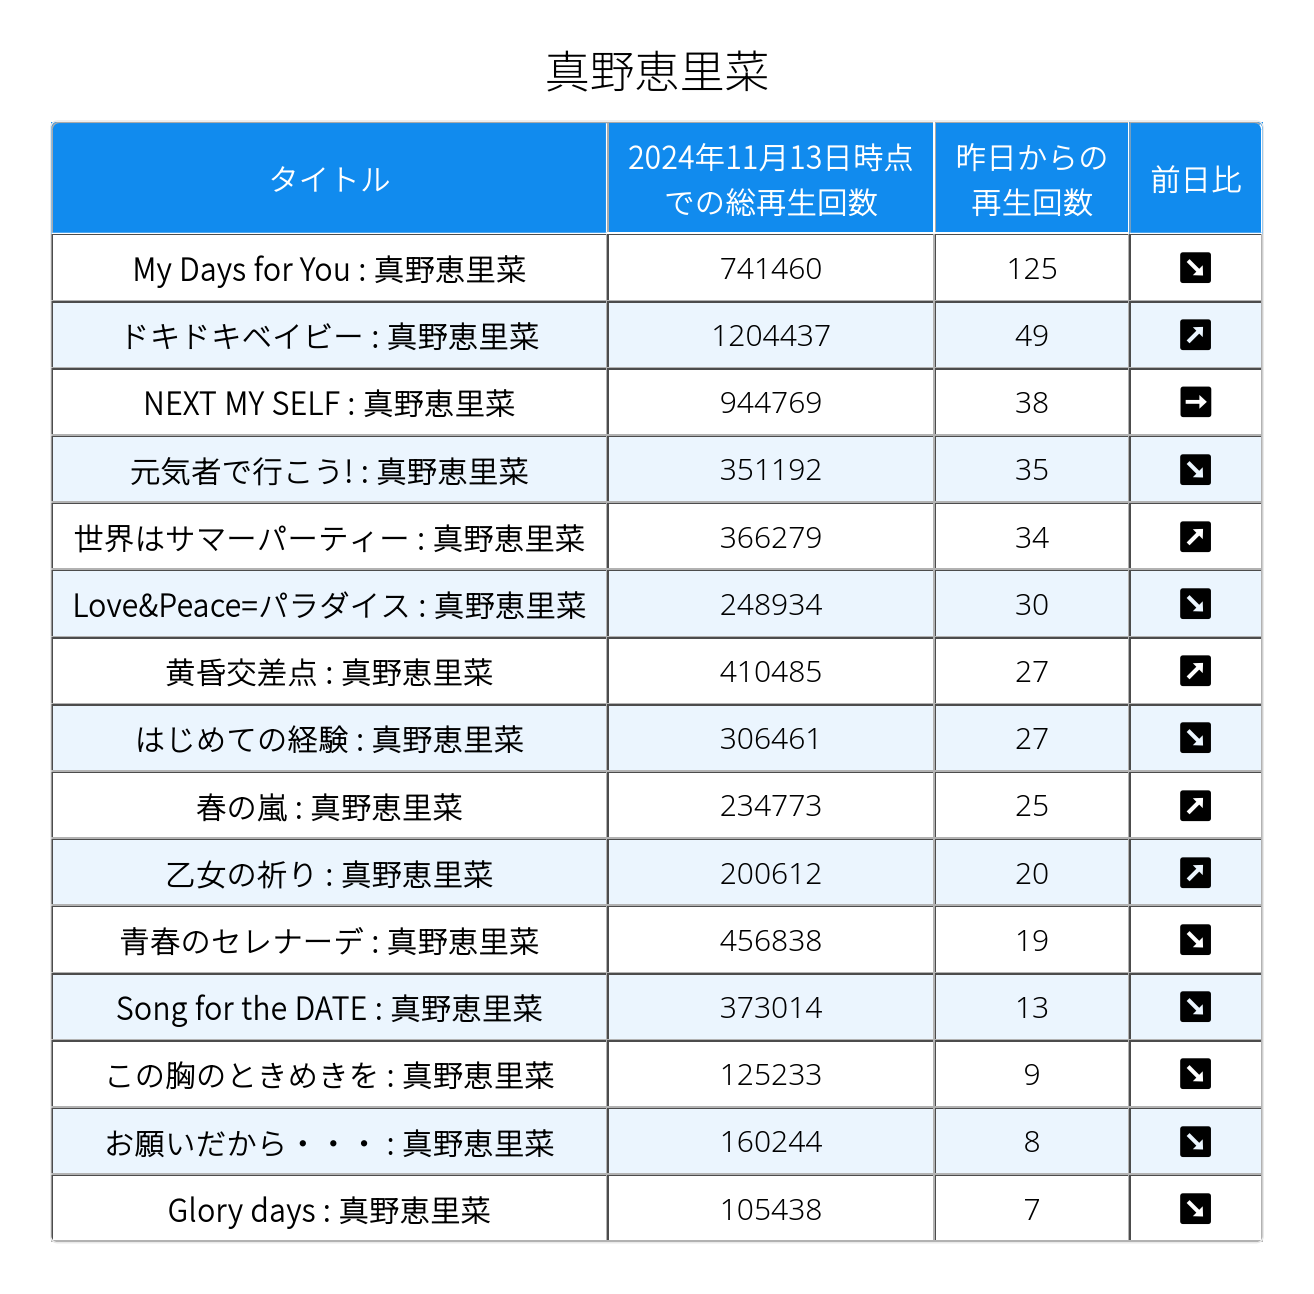 真野恵里菜
タイトル 2024年11月13日時点での総再生回数 昨日からの再生回数 前日比
My Days for You : 真野恵里菜 741460 125 ↘
ドキドキベイビー : 真野恵里菜 1204437 49 ↗
NEXT MY SELF : 真野恵里菜 944769 38 →
元気者で行こう! : 真野恵里菜 351192 35 ↘
世界はサマーパーティー : 真野恵里菜 366279 34 ↗
Love&Peace=パラダイス : 真野恵里菜 248934 30 ↘
黄昏交差点 : 真野恵里菜 410485 27 ↗
はじめての経験 : 真野恵里菜 306461 27 ↘
春の嵐 : 真野恵里菜 234773 25 ↗
乙女の祈り : 真野恵里菜 200612 20 ↗
青春のセレナーデ : 真野恵里菜 456838 19 ↘
Song for the DATE : 真野恵里菜 373014 13 ↘
この胸のときめきを : 真野恵里菜 125233 9 ↘
お願いだから・・・ : 真野恵里菜 160244 8 ↘
Glory days : 真野恵里菜 105438 7 ↘